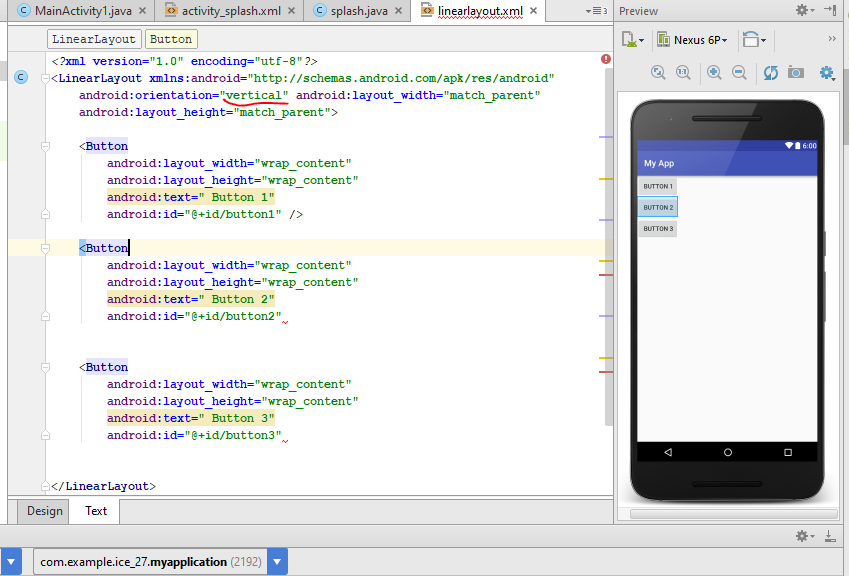 MainActivity1.java activity_splash.xml splash.java linearlayout.xml 3 Preview
LinearLayout Button
Nexus 6P
<?xml version="1.0" encoding="utf-8"?>
<LinearLayout xmlns:android="http://schemas.android.com/apk/res/android"
android:orientation="vertical" android:layout_width="match_parent"
android:layout_height="match_parent">
<Button
android:layout_width="wrap_content"
android:layout_height="wrap_content"
android:text=" Button 1"
android:id="@+id/button1" />
<Button
android:layout_width="wrap_content"
android:layout_height="wrap_content"
android:text=" Button 2"
android:id="@+id/button2"
<Button
android:layout_width="wrap_content"
android:layout_height="wrap_content"
android:text=" Button 3"
android:id="@+id/button3"
</LinearLayout>
6:00
My App
BUTTON 1
BUTTON 2
BUTTON 3
Design Text
com.example.ice_27.myapplication (2192)